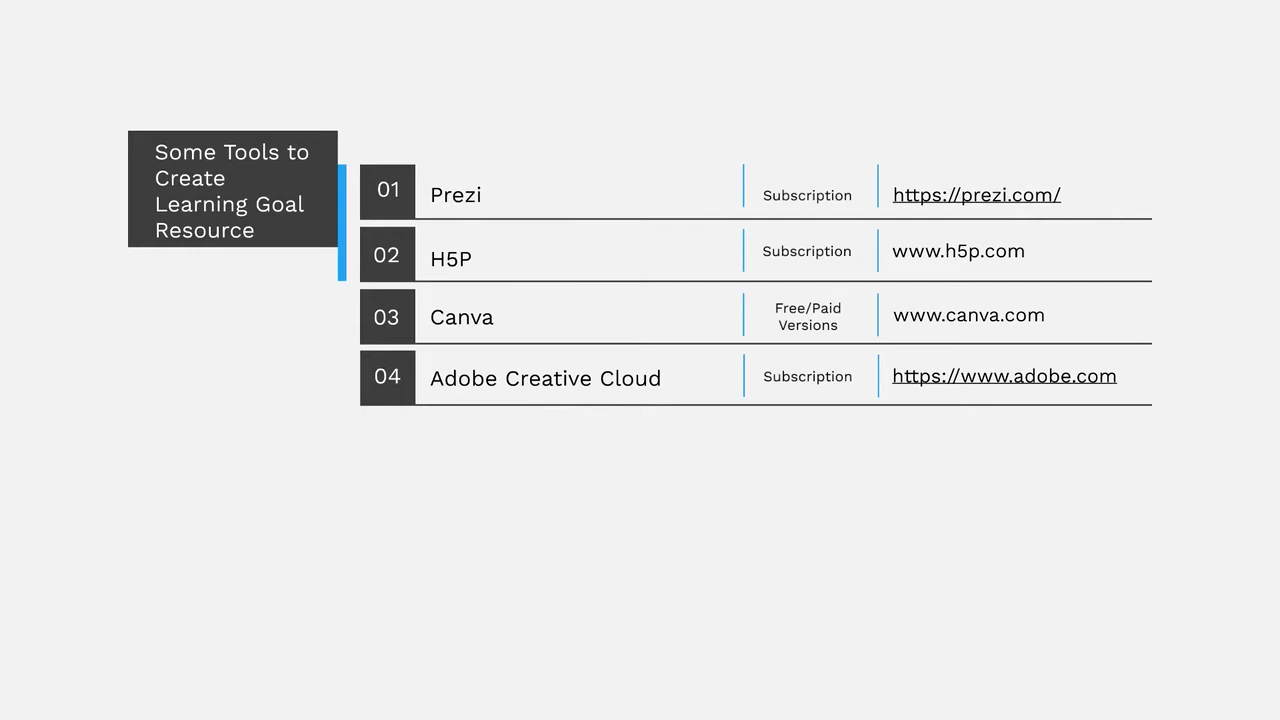 Some Tools to
Create
Learning Goal
Resource
01 Prezi Subscription https://prezi.com/
02 H5P Subscription www.h5p.com
03 Canva Free/Paid Versions www.canva.com
04 Adobe Creative Cloud Subscription https://www.adobe.com